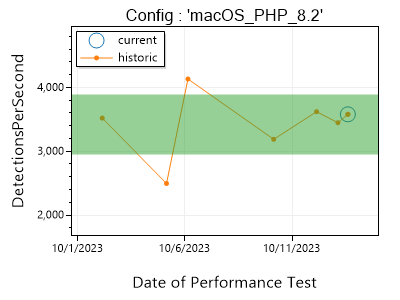 Config : 'macOS_PHP_8.2'
current
historic
DetectionsPerSecond
4,000
3,000
2,000
10/1/2023
10/6/2023
10/11/2023
Date of Performance Test